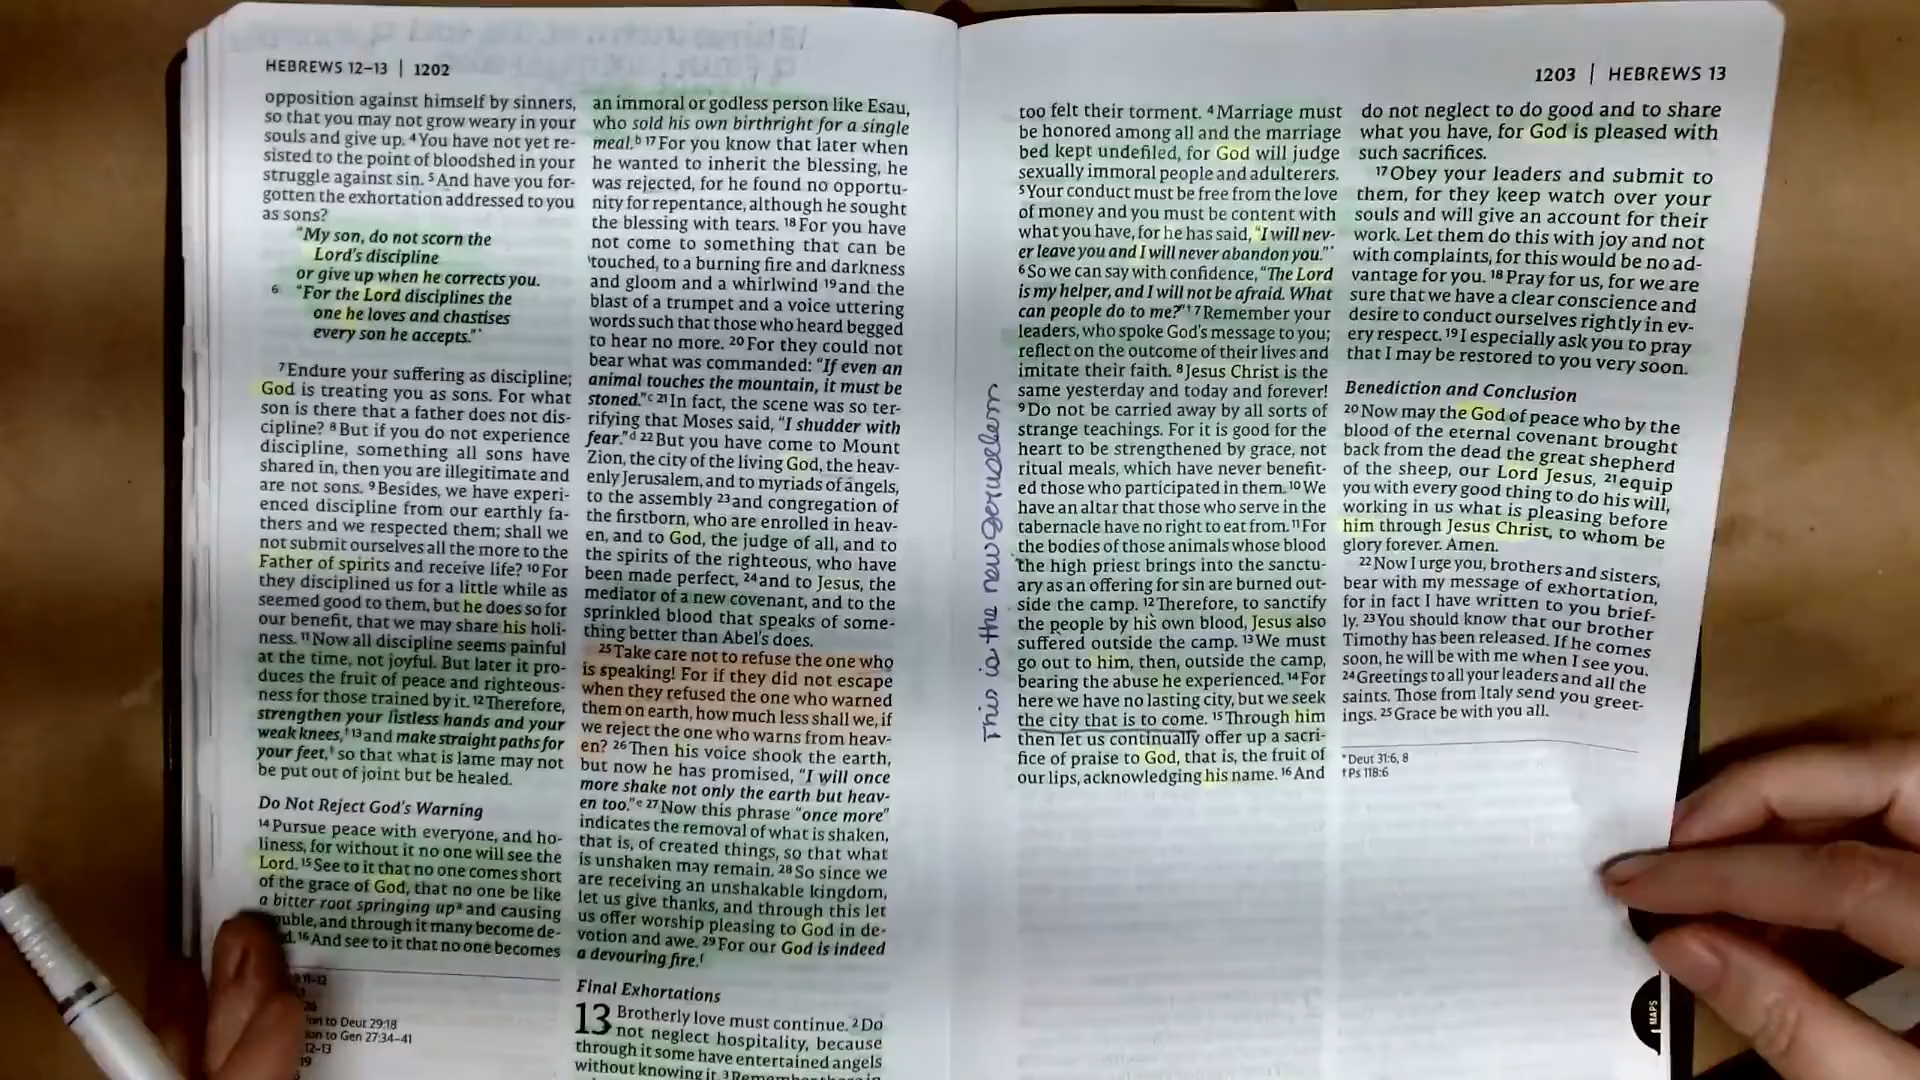 HEBREWS 12–13 | 1202
opposition against himself by sinners,
so that you may not grow weary in your
souls and give up. 4 You have not yet re-
sisted to the point of bloodshed in your
struggle against sin. 5 And have you for-
gotten the exhortation addressed to you
as sons?
"My son, do not scorn the
Lord's discipline
or give up when he corrects you.
6 "For the Lord disciplines the
one he loves and chastises
every son he accepts."*
7 Endure your suffering as discipline;
God is treating you as sons. For what
son is there that a father does not dis-
cipline? 8 But if you do not experience
discipline, something all sons have
shared in, then you are illegitimate and
are not sons. 9 Besides, we have experi-
enced discipline from our earthly fa-
thers and we respected them; shall we
not submit ourselves all the more to the
Father of spirits and receive life? 10 For
they disciplined us for a little while as
seemed good to them, but he does so for
our benefit, that we may share his holi-
ness. 11 Now all discipline seems painful
at the time, not joyful. But later it pro-
duces the fruit of peace and righteous-
ness for those trained by it. 12 Therefore,
strengthen your listless hands and your
weak knees,† 13 and make straight paths for
your feet,‡ so that what is lame may not
be put out of joint but be healed.
Do Not Reject God's Warning
14 Pursue peace with everyone, and ho-
liness, for without it no one will see the
Lord. 15 See to it that no one comes short
of the grace of God, that no one be like
a bitter root springing up a and causing
ouble, and through it many become de-
d. 16 And see to it that no one becomes
11–12
26
on to Deut 29:18
ion to Gen 27:34–41
12–13
19
an immoral or godless person like Esau,
who sold his own birthright for a single
meal. b 17 For you know that later when
he wanted to inherit the blessing, he
was rejected, for he found no opportu-
nity for repentance, although he sought
the blessing with tears. 18 For you have
not come to something that can be
touched, to a burning fire and darkness
and gloom and a whirlwind 19 and the
blast of a trumpet and a voice uttering
words such that those who heard begged
to hear no more. 20 For they could not
bear what was commanded: "If even an
animal touches the mountain, it must be
stoned." c 21 In fact, the scene was so ter-
rifying that Moses said, "I shudder with
fear." d 22 But you have come to Mount
Zion, the city of the living God, the heav-
enly Jerusalem, and to myriads of angels,
to the assembly 23 and congregation of
the firstborn, who are enrolled in heav-
en, and to God, the judge of all, and to
the spirits of the righteous, who have
been made perfect, 24 and to Jesus, the
mediator of a new covenant, and to the
sprinkled blood that speaks of some-
thing better than Abel's does.
25 Take care not to refuse the one who
is speaking! For if they did not escape
when they refused the one who warned
them on earth, how much less shall we, if
we reject the one who warns from heav-
en? 26 Then his voice shook the earth,
but now he has promised, "I will once
more shake not only the earth but heav-
en too." e 27 Now this phrase "once more"
indicates the removal of what is shaken,
that is, of created things, so that what
is unshaken may remain. 28 So since we
are receiving an unshakable kingdom,
let us give thanks, and through this let
us offer worship pleasing to God in de-
votion and awe. 29 For our God is indeed
a devouring fire. f
Final Exhortations
13 Brotherly love must continue. 2 Do
not neglect hospitality, because
through it some have entertained angels
without knowing it. 3 Remember those in
1203 | HEBREWS 13
This is the new Jerusalem
too felt their torment. 4 Marriage must
be honored among all and the marriage
bed kept undefiled, for God will judge
sexually immoral people and adulterers.
5 Your conduct must be free from the love
of money and you must be content with
what you have, for he has said, "I will nev-
er leave you and I will never abandon you."*
6 So we can say with confidence, "The Lord
is my helper, and I will not be afraid. What
can people do to me?"† 7 Remember your
leaders, who spoke God's message to you;
reflect on the outcome of their lives and
imitate their faith. 8 Jesus Christ is the
same yesterday and today and forever!
9 Do not be carried away by all sorts of
strange teachings. For it is good for the
heart to be strengthened by grace, not
ritual meals, which have never benefit-
ed those who participated in them. 10 We
have an altar that those who serve in the
tabernacle have no right to eat from. 11 For
the bodies of those animals whose blood
the high priest brings into the sanctu-
ary as an offering for sin are burned out-
side the camp. 12 Therefore, to sanctify
the people by his own blood, Jesus also
suffered outside the camp. 13 We must
go out to him, then, outside the camp,
bearing the abuse he experienced. 14 For
here we have no lasting city, but we seek
the city that is to come. 15 Through him
then let us continually offer up a sacri-
fice of praise to God, that is, the fruit of
our lips, acknowledging his name. 16 And
do not neglect to do good and to share
what you have, for God is pleased with
such sacrifices.
17 Obey your leaders and submit to
them, for they keep watch over your
souls and will give an account for their
work. Let them do this with joy and not
with complaints, for this would be no ad-
vantage for you. 18 Pray for us, for we are
sure that we have a clear conscience and
desire to conduct ourselves rightly in ev-
ery respect. 19 I especially ask you to pray
that I may be restored to you very soon.
Benediction and Conclusion
20 Now may the God of peace who by the
blood of the eternal covenant brought
back from the dead the great shepherd
of the sheep, our Lord Jesus, 21 equip
you with every good thing to do his will,
working in us what is pleasing before
him through Jesus Christ, to whom be
glory forever. Amen.
22 Now I urge you, brothers and sisters,
bear with my message of exhortation,
for in fact I have written to you brief-
ly. 23 You should know that our brother
Timothy has been released. If he comes
soon, he will be with me when I see you.
24 Greetings to all your leaders and all the
saints. Those from Italy send you greet-
ings. 25 Grace be with you all.
* Deut 31:6, 8
† Ps 118:6
MAPS